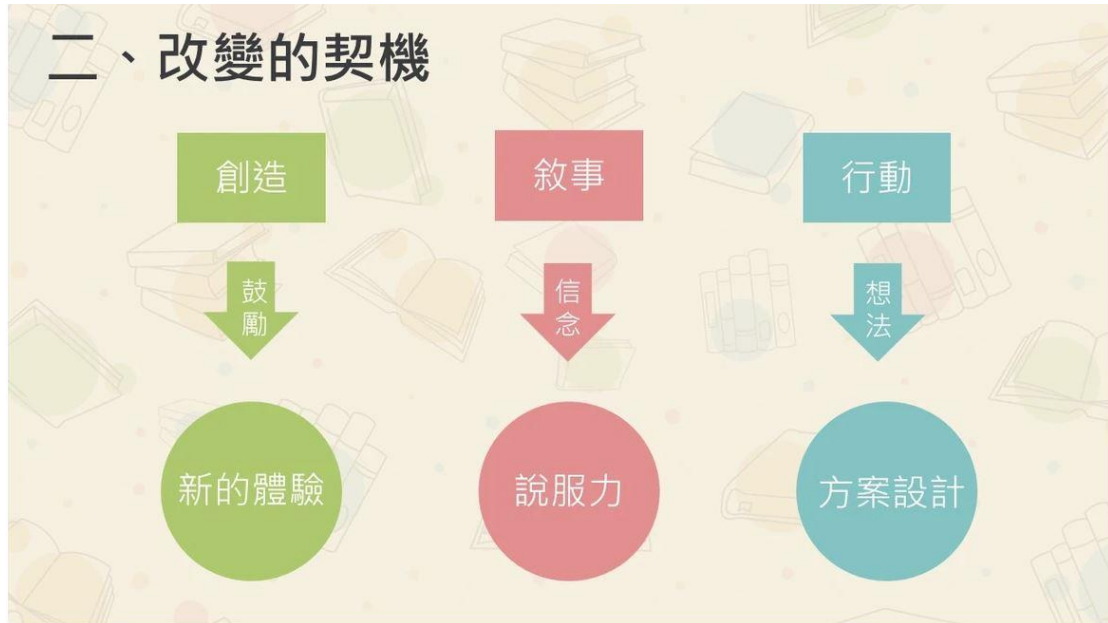 二、改變的契機
創造
敘事
行動
鼓
勵
信
念
想
法
新的體驗
說服力
方案設計